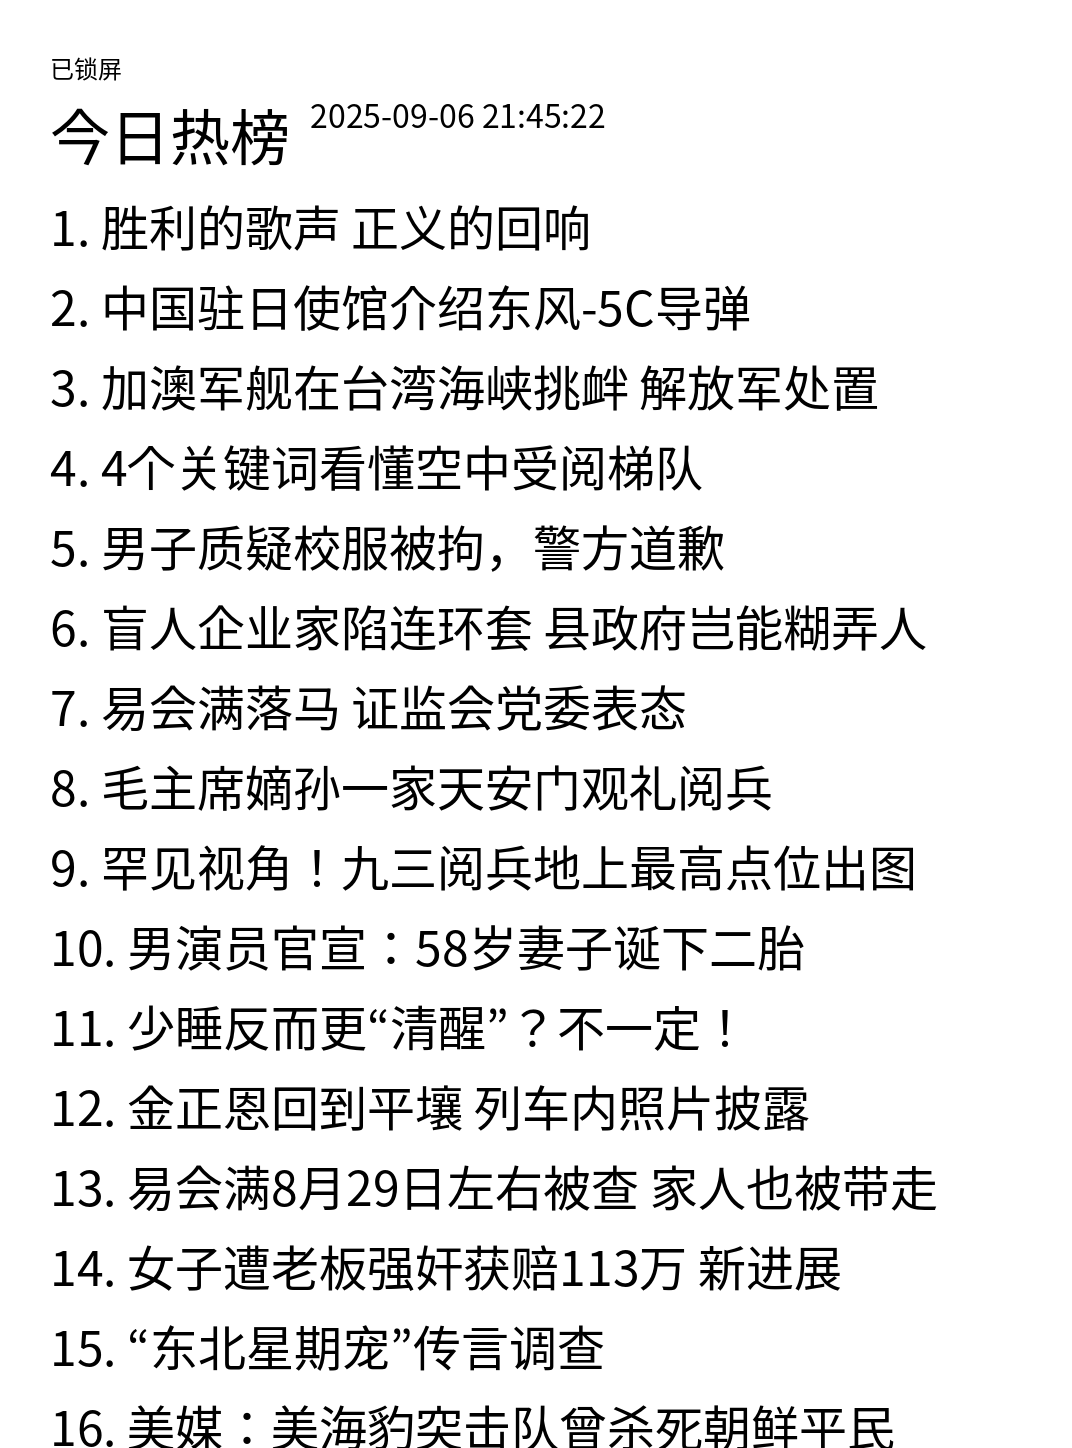 已锁屏
今日热榜 2025-09-06 21:45:22
1. 胜利的歌声 正义的回响
2. 中国驻日使馆介绍东风-5C导弹
3. 加澳军舰在台湾海峡挑衅 解放军处置
4. 4个关键词看懂空中受阅梯队
5. 男子质疑校服被拘，警方道歉
6. 盲人企业家陷连环套 县政府岂能糊弄人
7. 易会满落马 证监会党委表态
8. 毛主席嫡孙一家天安门观礼阅兵
9. 罕见视角！九三阅兵地上最高点位出图
10. 男演员官宣：58岁妻子诞下二胎
11. 少睡反而更“清醒”？不一定！
12. 金正恩回到平壤 列车内照片披露
13. 易会满8月29日左右被查 家人也被带走
14. 女子遭老板强奸获赔113万 新进展
15. “东北星期宠”传言调查
16. 美媒：美海豹突击队曾杀死朝鲜平民